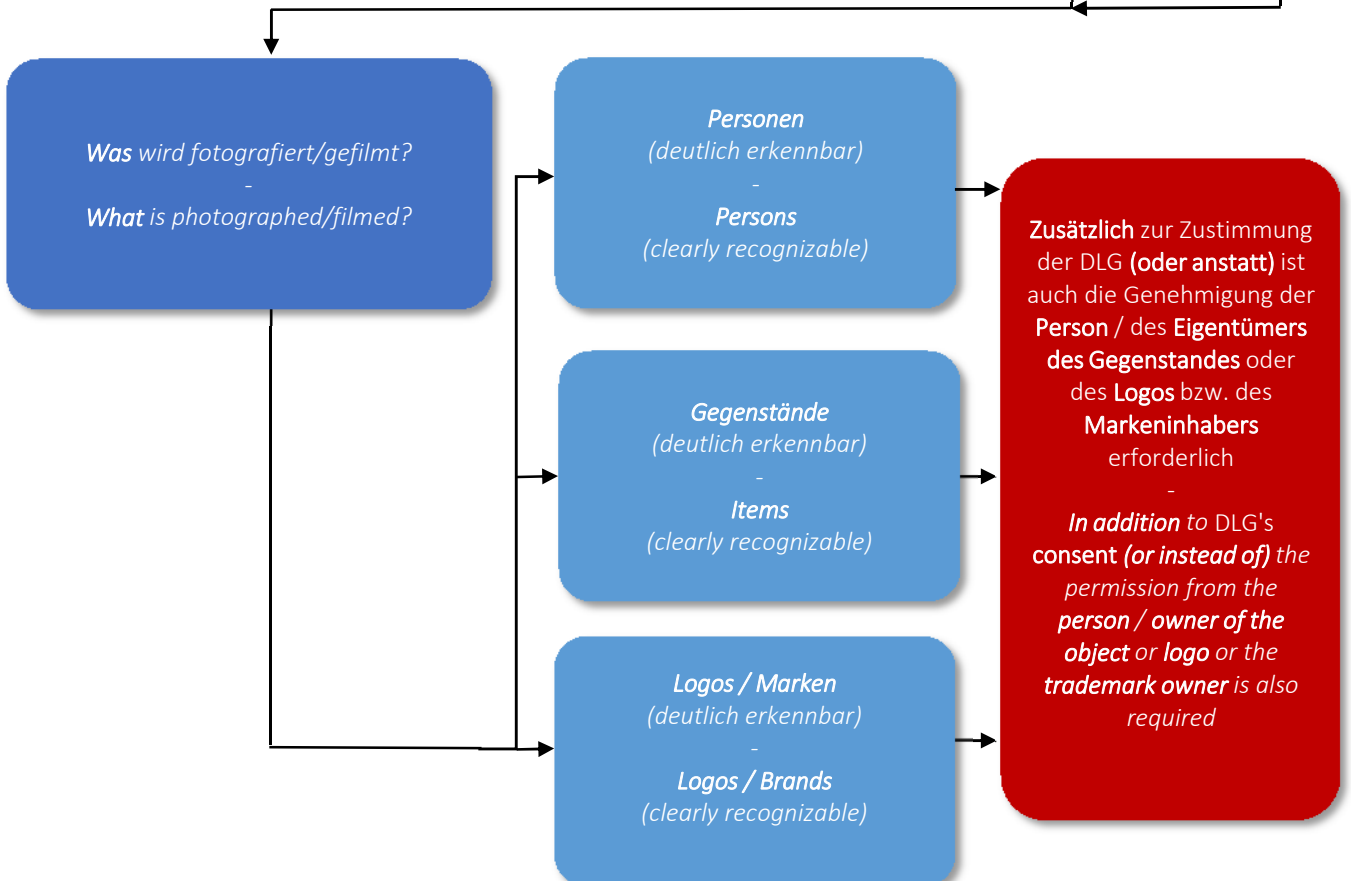 Was wird fotografiert/gefilmt?
-
What is photographed/filmed?
Personen
(deutlich erkennbar)
-
Persons
(clearly recognizable)
Gegenstände
(deutlich erkennbar)
-
Items
(clearly recognizable)
Logos / Marken
(deutlich erkennbar)
-
Logos / Brands
(clearly recognizable)
Zusätzlich zur Zustimmung
der DLG (oder anstatt) ist
auch die Genehmigung der
Person / des Eigentümers
des Gegenstandes oder
des Logos bzw. des
Markeninhabers
erforderlich
-
In addition to DLG's
consent (or instead of) the
permission from the
person / owner of the
object or logo or the
trademark owner is also
required